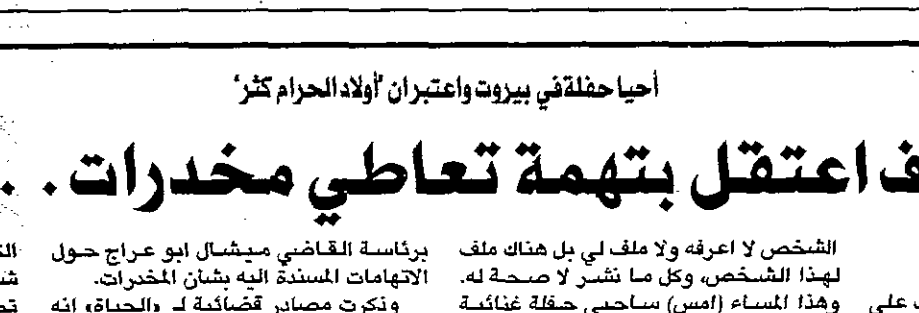 أحيا حفلة في بيروت واعتبر ان "أولاد الحرام كثر"
اعتقل بتهمة تعاطي مخدرات . .
الشخص لا اعرفه ولا ملف لي بل هناك ملف
لهذا الشخص، وكل ما نشر لا صحة له.
على وهذا المساء (امس) ساحيي حفلة غنائية
برئاسة القاضي ميشال ابو عراج حول
الاتهامات المسندة اليه بشأن المخدرات.
وذكرت مصادر قضائية لـ «الحياة» انه